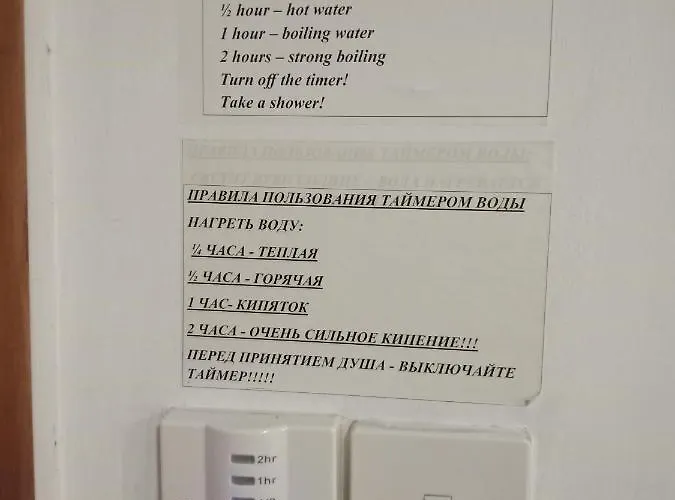 ½ hour – hot water
1 hour – boiling water
2 hours – strong boiling
Turn off the timer!
Take a shower!
ПРАВИЛА ПОЛЬЗОВАНИЯ ТАЙМЕРОМ ВОДЫ
НАГРЕТЬ ВОДУ:
¼ ЧАСА - ТЕПЛАЯ
½ ЧАСА - ГОРЯЧАЯ
1 ЧАС- КИПЯТОК
2 ЧАСА - ОЧЕНЬ СИЛЬНОЕ КИПЕНИЕ!!!
ПЕРЕД ПРИНЯТИЕМ ДУША - ВЫКЛЮЧАЙТЕ
ТАЙМЕР!!!!!
2hr
1hr